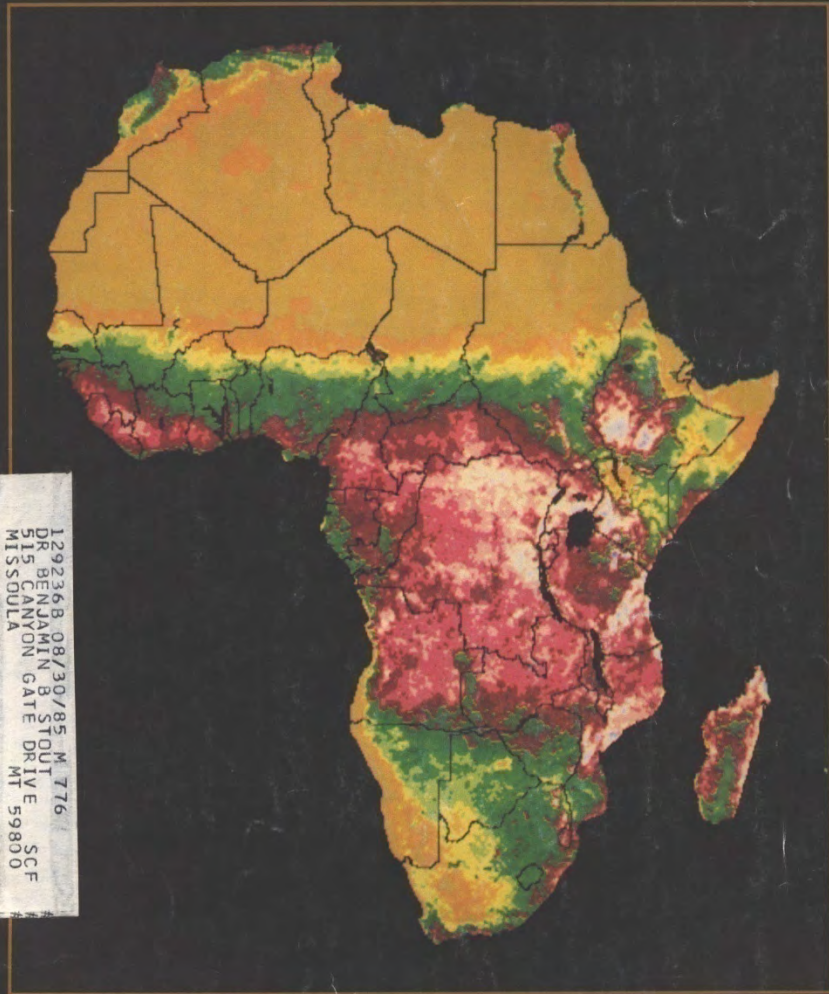 1292368 08/30/85 M 776
DR BENJAMIN B STOUT
515 CANYON GATE DRIVE SCF
MISSOULA MT 59800